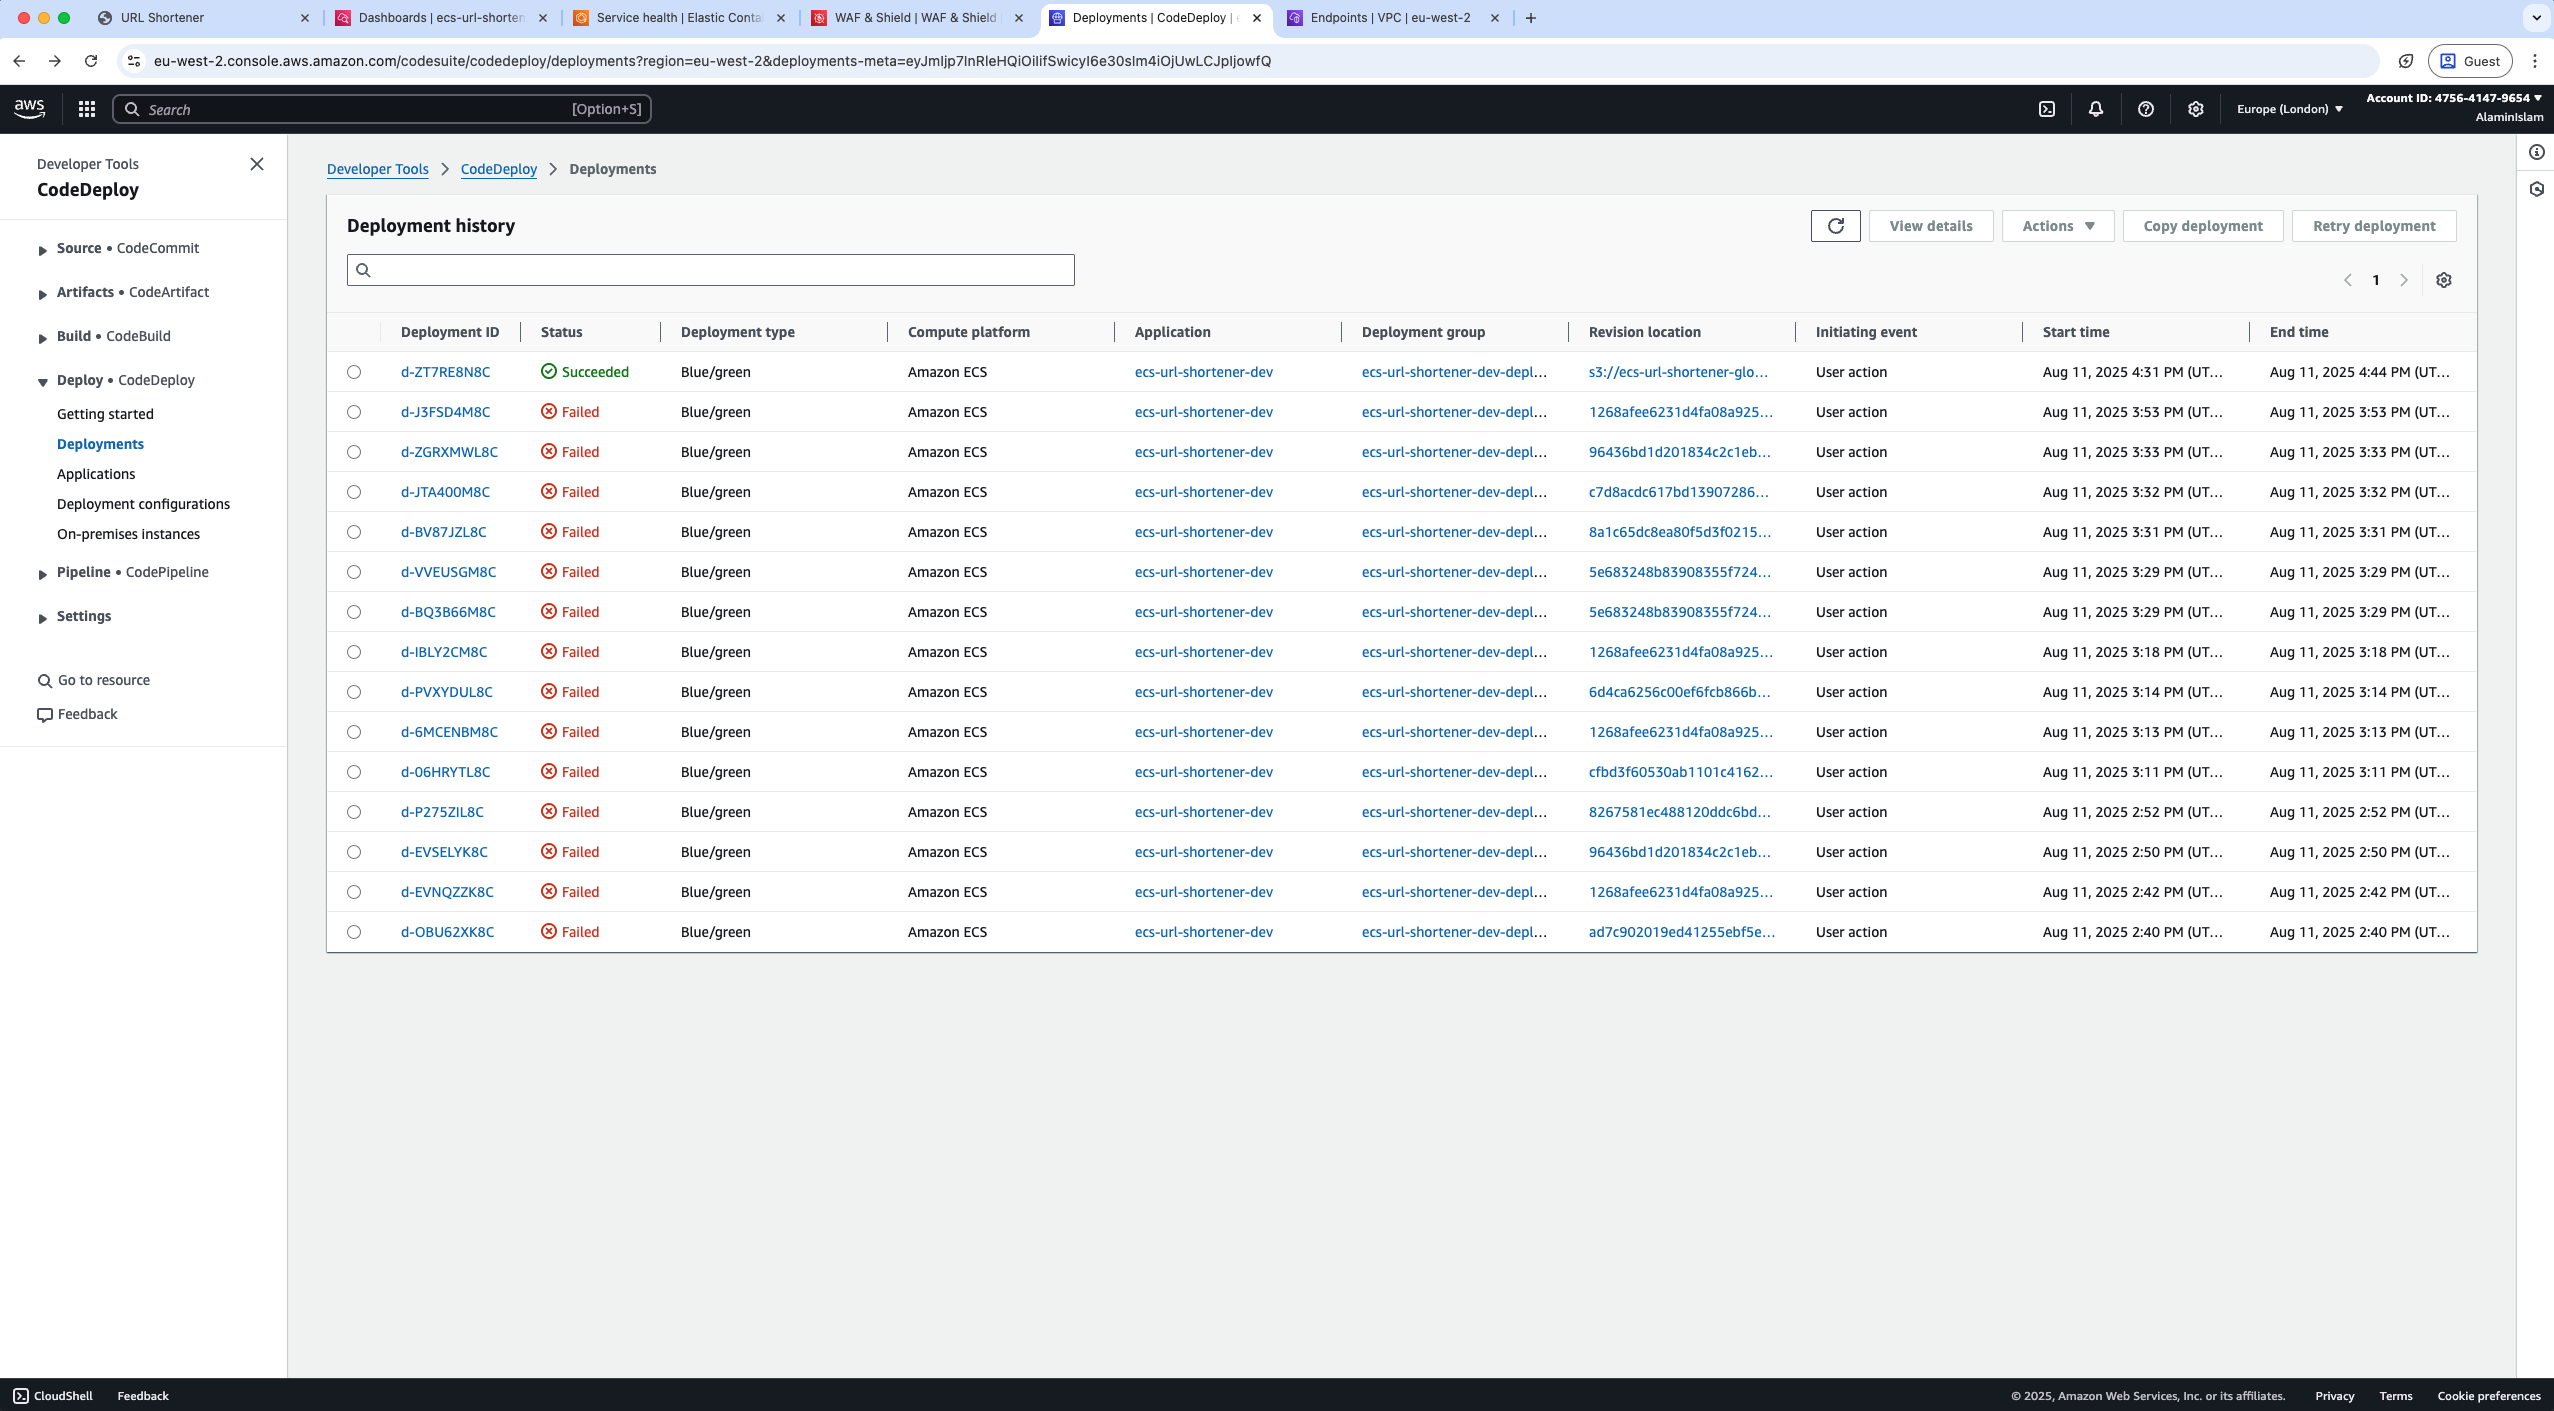 URL Shortener
Dashboards | ecs-url-shorten
Service health | Elastic Conta
WAF & Shield | WAF & Shield
Deployments | CodeDeploy |
Endpoints | VPC | eu-west-2
Guest
aws
Search [Option+S]
Europe (London)
Account ID: 4756-4147-9654
AlaminIslam
Developer Tools
CodeDeploy
Source • CodeCommit
Artifacts • CodeArtifact
Build • CodeBuild
Deploy • CodeDeploy
Getting started
Deployments
Applications
Deployment configurations
On-premises instances
Pipeline • CodePipeline
Settings
Go to resource
Feedback
Developer Tools > CodeDeploy > Deployments
Deployment history
View details
Actions
Copy deployment
Retry deployment
1
Deployment ID Status Deployment type Compute platform Application Deployment group Revision location Initiating event Start time End time
d-ZT7RE8N8C Succeeded Blue/green Amazon ECS ecs-url-shortener-dev ecs-url-shortener-dev-depl... s3://ecs-url-shortener-glo... User action Aug 11, 2025 4:31 PM (UT... Aug 11, 2025 4:44 PM (UT...
d-J3FSD4M8C Failed Blue/green Amazon ECS ecs-url-shortener-dev ecs-url-shortener-dev-depl... 1268afee6231d4fa08a925... User action Aug 11, 2025 3:53 PM (UT... Aug 11, 2025 3:53 PM (UT...
d-ZGRXMWL8C Failed Blue/green Amazon ECS ecs-url-shortener-dev ecs-url-shortener-dev-depl... 96436bd1d201834c2c1eb... User action Aug 11, 2025 3:33 PM (UT... Aug 11, 2025 3:33 PM (UT...
d-JTA400M8C Failed Blue/green Amazon ECS ecs-url-shortener-dev ecs-url-shortener-dev-depl... c7d8acdc617bd13907286... User action Aug 11, 2025 3:32 PM (UT... Aug 11, 2025 3:32 PM (UT...
d-BV87JZL8C Failed Blue/green Amazon ECS ecs-url-shortener-dev ecs-url-shortener-dev-depl... 8a1c65dc8ea80f5d3f0215... User action Aug 11, 2025 3:31 PM (UT... Aug 11, 2025 3:31 PM (UT...
d-VVEUSGM8C Failed Blue/green Amazon ECS ecs-url-shortener-dev ecs-url-shortener-dev-depl... 5e683248b83908355f724... User action Aug 11, 2025 3:29 PM (UT... Aug 11, 2025 3:29 PM (UT...
d-BQ3B66M8C Failed Blue/green Amazon ECS ecs-url-shortener-dev ecs-url-shortener-dev-depl... 5e683248b83908355f724... User action Aug 11, 2025 3:29 PM (UT... Aug 11, 2025 3:29 PM (UT...
d-IBLY2CM8C Failed Blue/green Amazon ECS ecs-url-shortener-dev ecs-url-shortener-dev-depl... 1268afee6231d4fa08a925... User action Aug 11, 2025 3:18 PM (UT... Aug 11, 2025 3:18 PM (UT...
d-PVXYDUL8C Failed Blue/green Amazon ECS ecs-url-shortener-dev ecs-url-shortener-dev-depl... 6d4ca6256c00ef6fcb866b... User action Aug 11, 2025 3:14 PM (UT... Aug 11, 2025 3:14 PM (UT...
d-6MCENBM8C Failed Blue/green Amazon ECS ecs-url-shortener-dev ecs-url-shortener-dev-depl... 1268afee6231d4fa08a925... User action Aug 11, 2025 3:13 PM (UT... Aug 11, 2025 3:13 PM (UT...
d-06HRYTL8C Failed Blue/green Amazon ECS ecs-url-shortener-dev ecs-url-shortener-dev-depl... cfbd3f60530ab1101c4162... User action Aug 11, 2025 3:11 PM (UT... Aug 11, 2025 3:11 PM (UT...
d-P275ZIL8C Failed Blue/green Amazon ECS ecs-url-shortener-dev ecs-url-shortener-dev-depl... 8267581ec488120ddc6bd... User action Aug 11, 2025 2:52 PM (UT... Aug 11, 2025 2:52 PM (UT...
d-EVSELYK8C Failed Blue/green Amazon ECS ecs-url-shortener-dev ecs-url-shortener-dev-depl... 96436bd1d201834c2c1eb... User action Aug 11, 2025 2:50 PM (UT... Aug 11, 2025 2:50 PM (UT...
d-EVNQZZK8C Failed Blue/green Amazon ECS ecs-url-shortener-dev ecs-url-shortener-dev-depl... 1268afee6231d4fa08a925... User action Aug 11, 2025 2:42 PM (UT... Aug 11, 2025 2:42 PM (UT...
d-OBU62XK8C Failed Blue/green Amazon ECS ecs-url-shortener-dev ecs-url-shortener-dev-depl... ad7c902019ed41255ebf5e... User action Aug 11, 2025 2:40 PM (UT... Aug 11, 2025 2:40 PM (UT...
CloudShell Feedback © 2025, Amazon Web Services, Inc. or its affiliates. Privacy Terms Cookie preferences